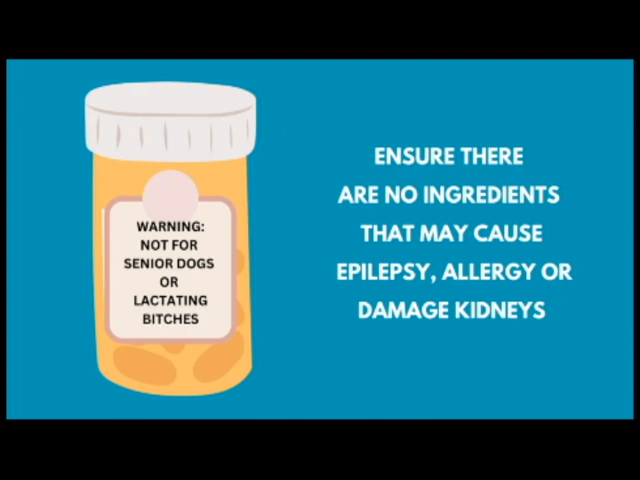 WARNING:
NOT FOR
SENIOR DOGS
OR
LACTATING
BITCHES
ENSURE THERE
ARE NO INGREDIENTS
THAT MAY CAUSE
EPILEPSY, ALLERGY OR
DAMAGE KIDNEYS